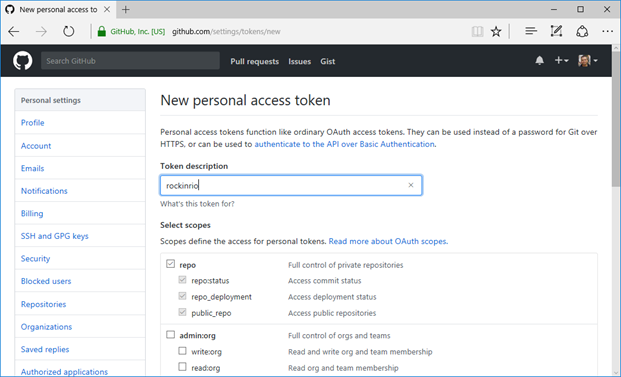 New personal access to
GitHub, Inc. [US] github.com/settings/tokens/new
Search GitHub Pull requests Issues Gist
Personal settings
Profile
Account
Emails
Notifications
Billing
SSH and GPG keys
Security
Blocked users
Repositories
Organizations
Saved replies
Authorized applications
New personal access token
Personal access tokens function like ordinary OAuth access tokens. They can be used instead of a password for Git over
HTTPS, or can be used to authenticate to the API over Basic Authentication.
Token description
rockinrio
What's this token for?
Select scopes
Scopes define the access for personal tokens. Read more about OAuth scopes.
repo Full control of private repositories
repo:status Access commit status
repo_deployment Access deployment status
public_repo Access public repositories
admin:org Full control of orgs and teams
write:org Read and write org and team membership
read:org Read org and team membership